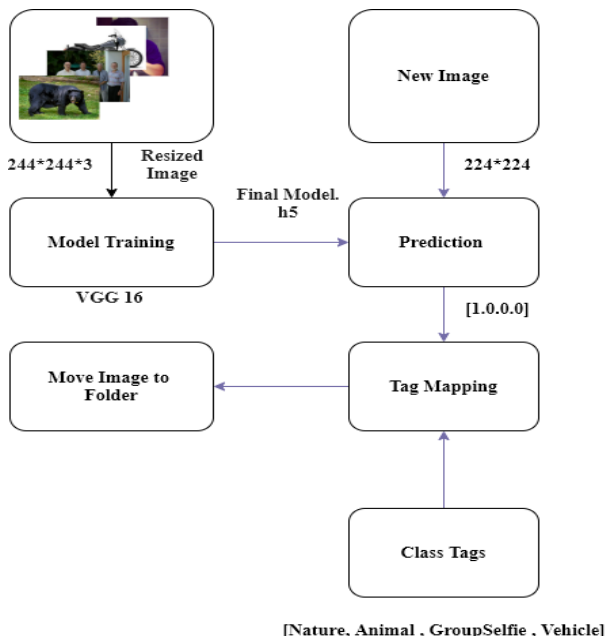 New Image
244*244*3
Resized
Image
224*224
Final Model.
h5
Model Training
Prediction
VGG 16
[1.0.0.0]
Move Image to
Folder
Tag Mapping
Class Tags
[Nature, Animal , GroupSelfie , Vehicle]